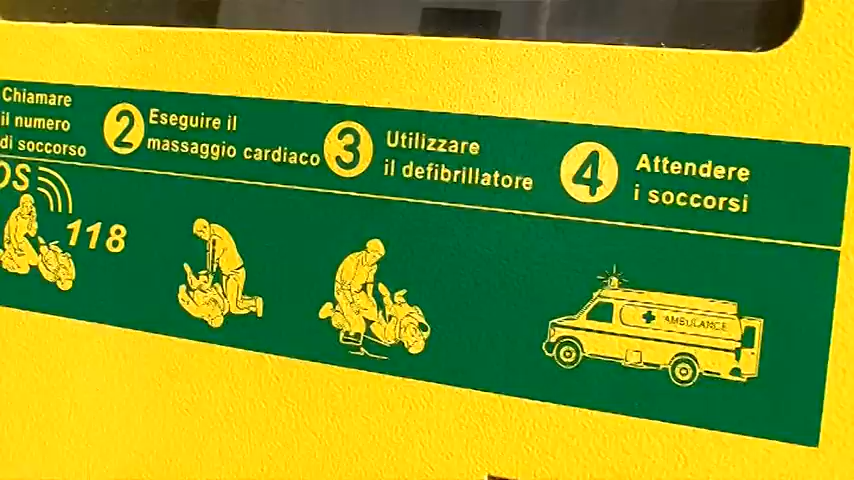 Chiamare
il numero
di soccorso
2
Eseguire il
massaggio cardiaco
3
Utilizzare
il defibrillatore
4
Attendere
i soccorsi
OS
118
AMBULANCE